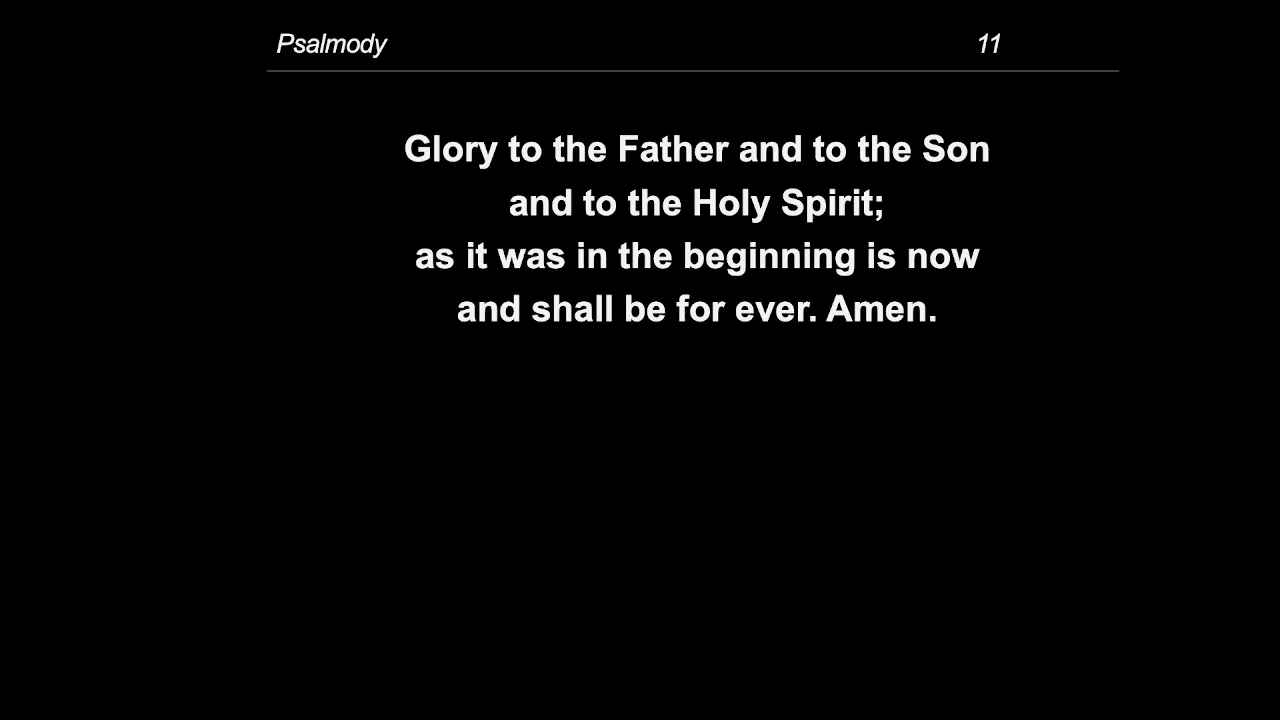 Psalmody 11
Glory to the Father and to the Son
and to the Holy Spirit;
as it was in the beginning is now
and shall be for ever. Amen.